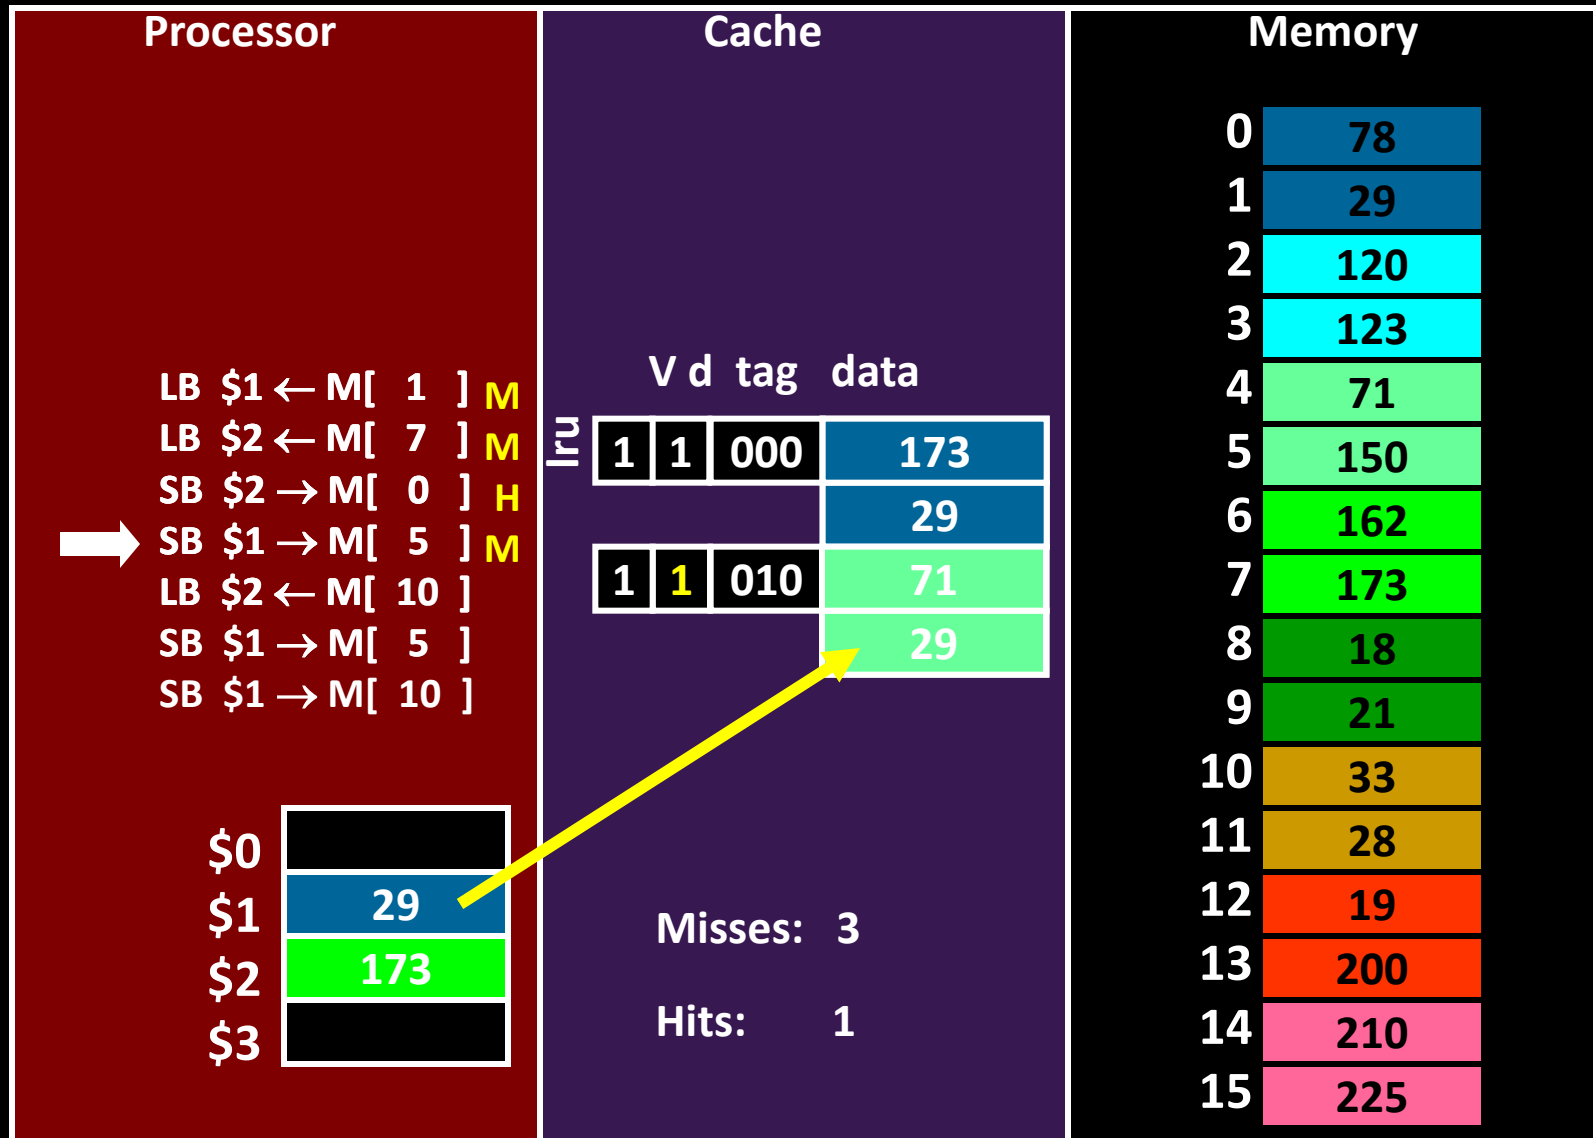 Processor
LB $1 ← M[ 1 ] M
LB $2 ← M[ 7 ] M
SB $2 → M[ 0 ] H
SB $1 → M[ 5 ] M
LB $2 ← M[ 10 ]
SB $1 → M[ 5 ]
SB $1 → M[ 10 ]
$0
$1 29
$2 173
$3
Cache
V d tag data
lru
1 1 000 173
29
1 1 010 71
29
Misses: 3
Hits: 1
Memory
0 78
1 29
2 120
3 123
4 71
5 150
6 162
7 173
8 18
9 21
10 33
11 28
12 19
13 200
14 210
15 225